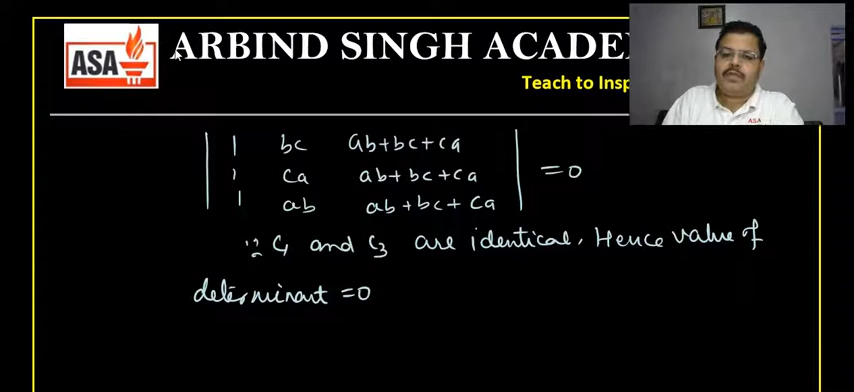 ASA
ARBIND SINGH ACADE
Teach to Insp
| 1 bc ab+bc+ca |
| 1 ca ab+bc+ca | =0
| 1 ab ab+bc+ca |
∵ C₁ and C₃ are identical. Hence value of
determinant =0
ASA